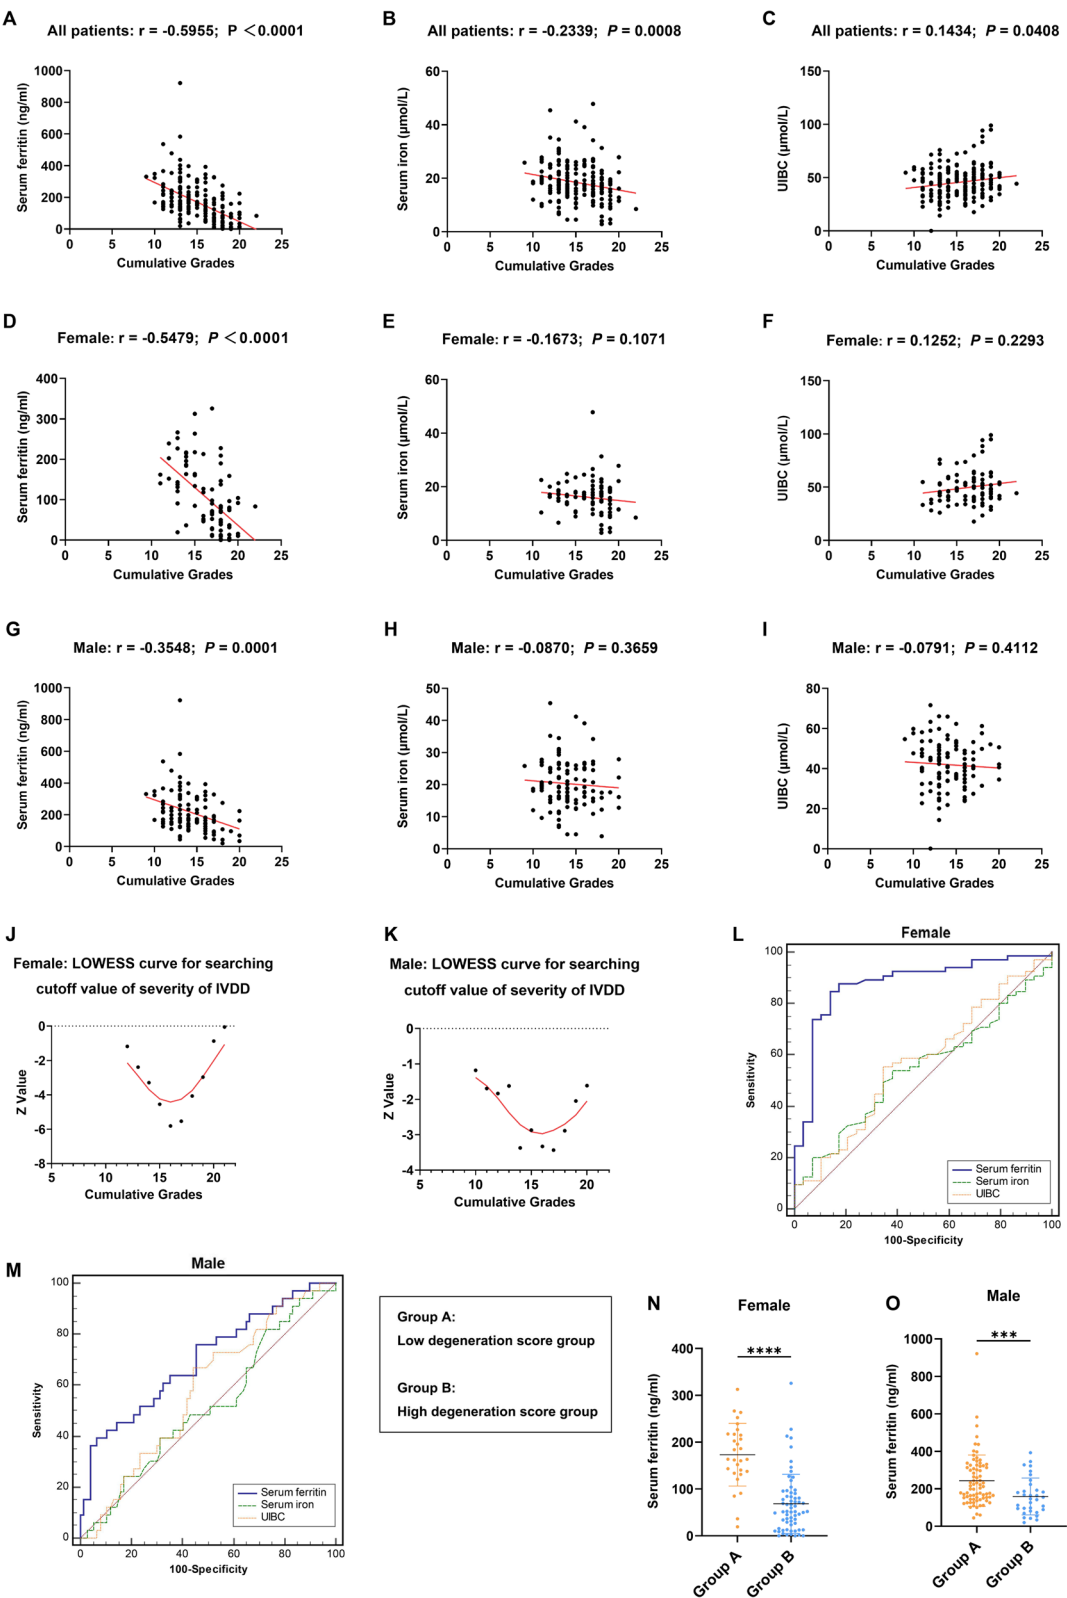 A
All patients: r = -0.5955; P <0.0001
Serum ferritin (ng/ml)
1000
800
600
400
200
0
0 5 10 15 20 25
Cumulative Grades
B
All patients: r = -0.2339; P = 0.0008
Serum iron (μmol/L)
60
40
20
0
0 5 10 15 20 25
Cumulative Grades
C
All patients: r = 0.1434; P = 0.0408
UIBC (μmol/L)
150
100
50
0
0 5 10 15 20 25
Cumulative Grades
D
Female: r = -0.5479; P <0.0001
Serum ferritin (ng/ml)
400
300
200
100
0
0 5 10 15 20 25
Cumulative Grades
E
Female: r = -0.1673; P = 0.1071
Serum iron (μmol/L)
60
40
20
0
0 5 10 15 20 25
Cumulative Grades
F
Female: r = 0.1252; P = 0.2293
UIBC (μmol/L)
150
100
50
0
0 5 10 15 20 25
Cumulative Grades
G
Male: r = -0.3548; P = 0.0001
Serum ferritin (ng/ml)
1000
800
600
400
200
0
0 5 10 15 20 25
Cumulative Grades
H
Male: r = -0.0870; P = 0.3659
Serum iron (μmol/L)
50
40
30
20
10
0
0 5 10 15 20 25
Cumulative Grades
I
Male: r = -0.0791; P = 0.4112
UIBC (μmol/L)
80
60
40
20
0
0 5 10 15 20 25
Cumulative Grades
J
Female: LOWESS curve for searching
cutoff value of severity of IVDD
Z Value
0
-2
-4
-6
-8
5 10 15 20
Cumulative Grades
K
Male: LOWESS curve for searching
cutoff value of severity of IVDD
Z Value
0
-1
-2
-3
-4
5 10 15 20
Cumulative Grades
L
Female
Sensitivity
100
80
60
40
20
0
0 20 40 60 80 100
100-Specificity
Serum ferritin
Serum iron
UIBC
M
Male
Sensitivity
100
80
60
40
20
0
0 20 40 60 80 100
100-Specificity
Serum ferritin
Serum iron
UIBC
Group A:
Low degeneration score group
Group B:
High degeneration score group
N
Female
Serum ferritin (ng/ml)
400
300
200
100
0
****
Group A Group B
O
Male
Serum ferritin (ng/ml)
1000
800
600
400
200
0
***
Group A Group B